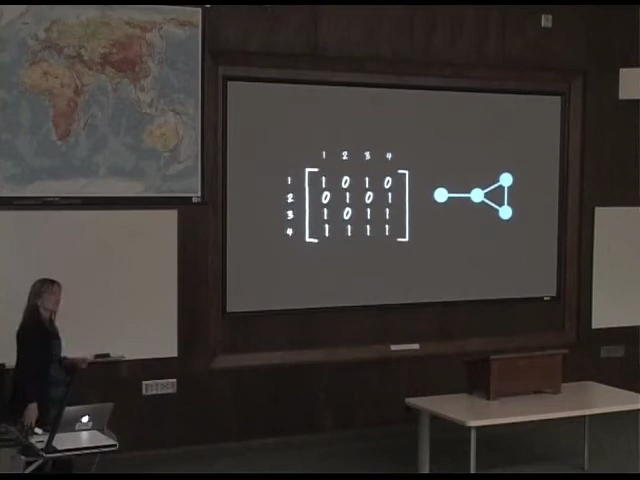 1 2 3 4
1 1 0 1 0
2 0 1 0 1
3 1 0 1 1
4 1 1 1 1